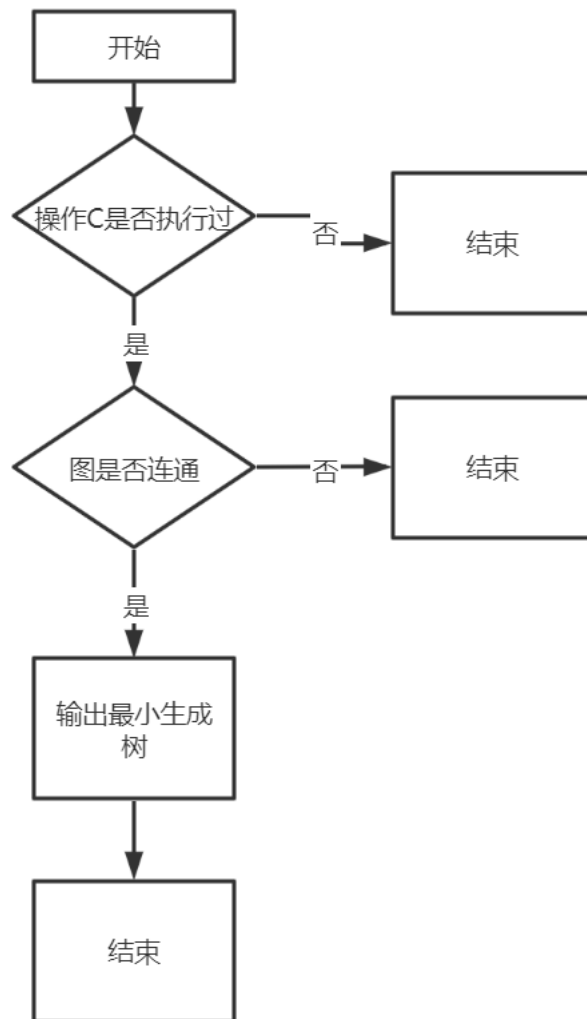 开始
操作C是否执行过
否
结束
是
图是否连通
否
结束
是
输出最小生成
树
结束